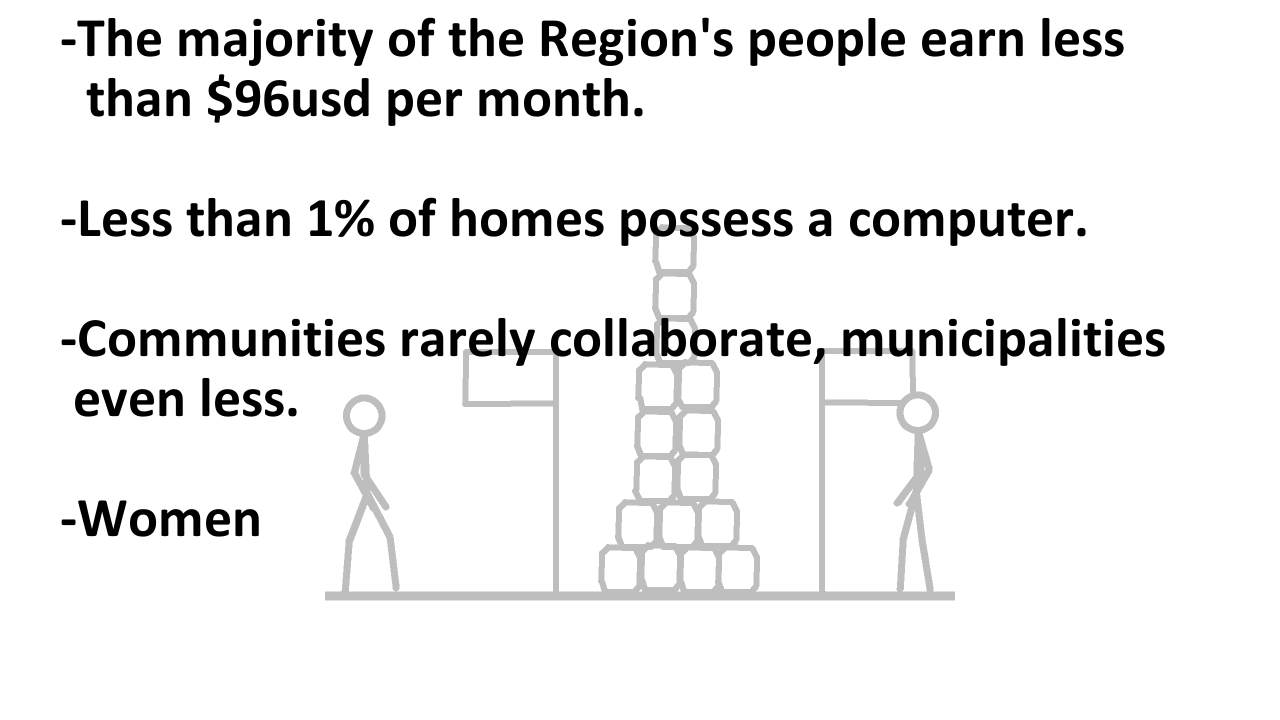 -The majority of the Region's people earn less
than $96usd per month.
-Less than 1% of homes possess a computer.
-Communities rarely collaborate, municipalities
even less.
-Women